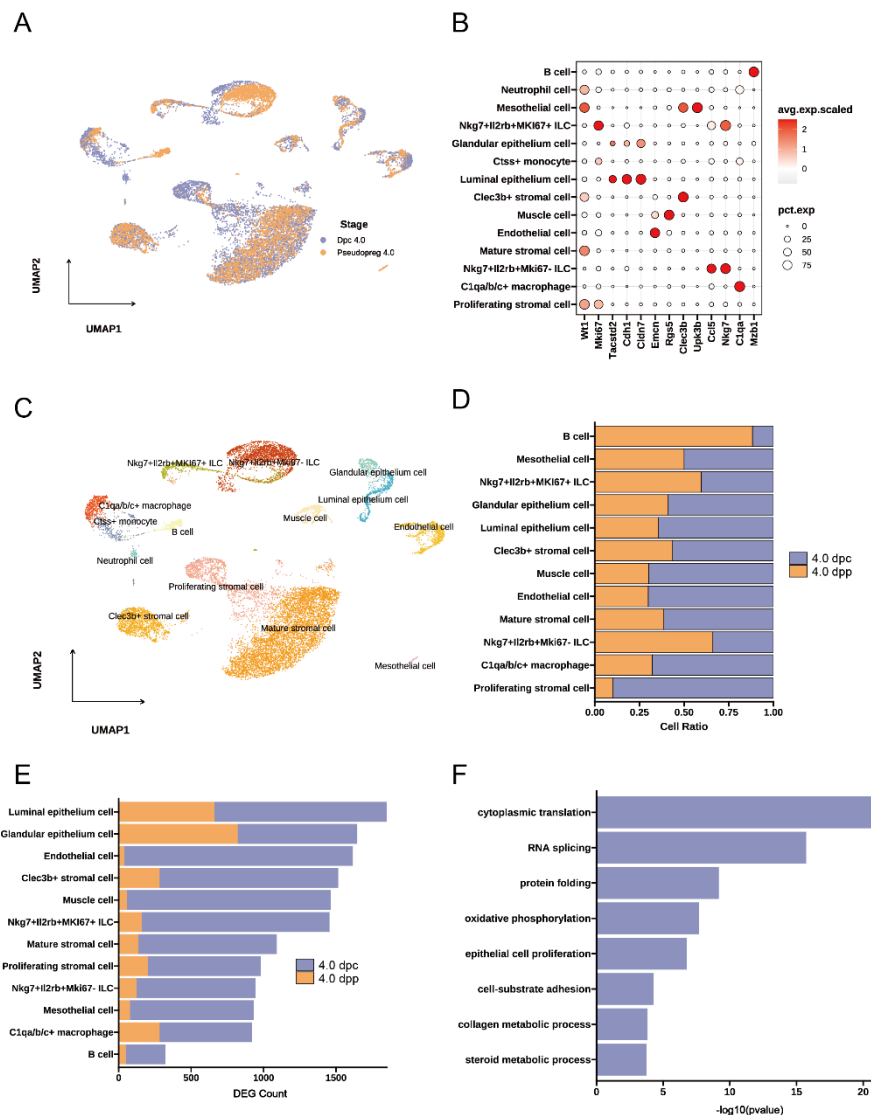 A
UMAP2
UMAP1
Stage
Dpc 4.0
Pseudopreg 4.0
B
B cell
Neutrophil cell
Mesothelial cell
Nkg7+Il2rb+MKI67+ ILC
Glandular epithelium cell
Ctss+ monocyte
Luminal epithelium cell
Clec3b+ stromal cell
Muscle cell
Endothelial cell
Mature stromal cell
Nkg7+Il2rb+Mki67- ILC
C1qa/b/c+ macrophage
Proliferating stromal cell
Wt1
Mki67
Tacstd2
Cdh1
Cldn7
Emcn
Rgs5
Clec3b
Upk3b
Ccl5
Nkg7
C1qa
Mzb1
avg.exp.scaled
2
1
0
pct.exp
0
25
50
75
C
Nkg7+Il2rb+MKI67+ ILC
Nkg7+Il2rb+Mki67- ILC
Glandular epithelium cell
C1qa/b/c+ macrophage
Luminal epithelium cell
Ctss+ monocyte
Muscle cell
B cell
Endothelial cell
Neutrophil cell
Proliferating stromal cell
Clec3b+ stromal cell
Mature stromal cell
Mesothelial cell
UMAP2
UMAP1
D
B cell
Mesothelial cell
Nkg7+Il2rb+MKI67+ ILC
Glandular epithelium cell
Luminal epithelium cell
Clec3b+ stromal cell
Muscle cell
Endothelial cell
Mature stromal cell
Nkg7+Il2rb+Mki67- ILC
C1qa/b/c+ macrophage
Proliferating stromal cell
0.00 0.25 0.50 0.75 1.00
Cell Ratio
4.0 dpc
4.0 dpp
E
Luminal epithelium cell
Glandular epithelium cell
Endothelial cell
Clec3b+ stromal cell
Muscle cell
Nkg7+Il2rb+MKI67+ ILC
Mature stromal cell
Proliferating stromal cell
Nkg7+Il2rb+Mki67- ILC
Mesothelial cell
C1qa/b/c+ macrophage
B cell
0 500 1000 1500
DEG Count
4.0 dpc
4.0 dpp
F
cytoplasmic translation
RNA splicing
protein folding
oxidative phosphorylation
epithelial cell proliferation
cell-substrate adhesion
collagen metabolic process
steroid metabolic process
0 5 10 15 20
-log10(pvalue)